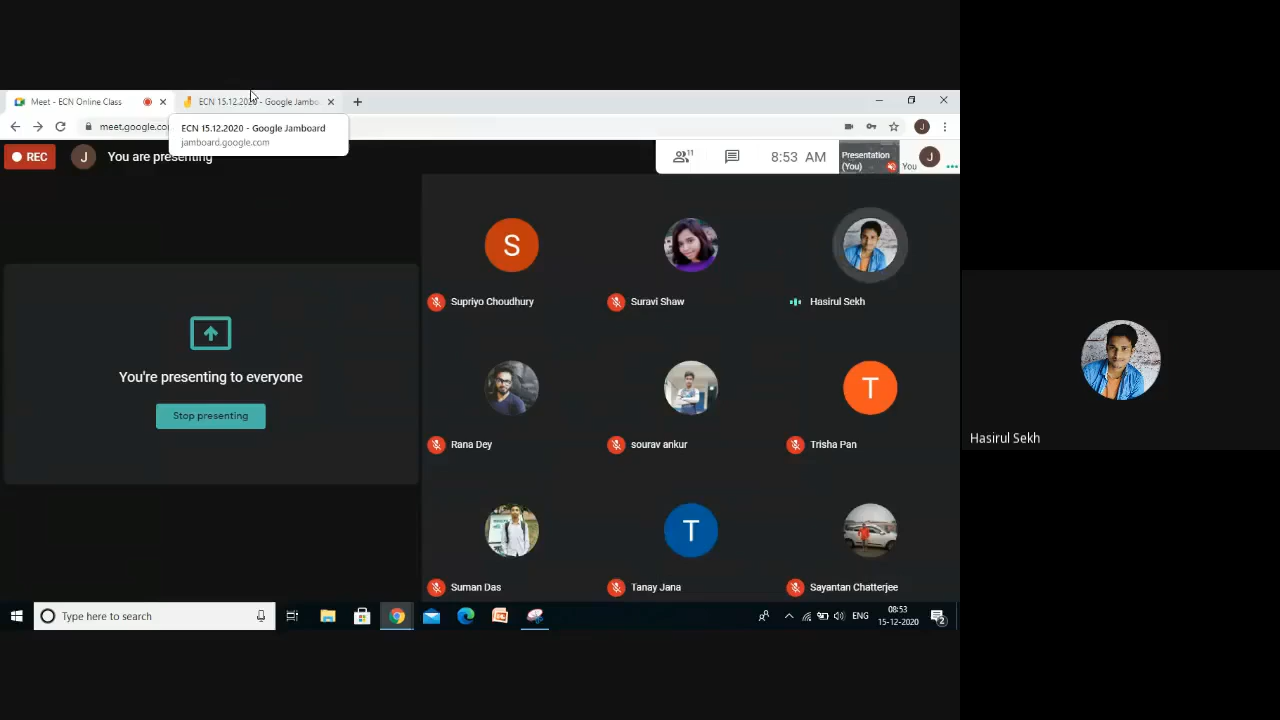 Meet - ECN Online Class
ECN 15.12.2020 - Google Jambo
meet.google.co
ECN 15.12.2020 - Google Jamboard
jamboard.google.com
REC
J
You are presenting
11
8:53 AM
Presentation
(You)
You
J
J
S
Supriyo Choudhury
Suravi Shaw
Hasirul Sekh
You're presenting to everyone
Stop presenting
Rana Dey
sourav ankur
T
Trisha Pan
Suman Das
T
Tanay Jana
Sayantan Chatterjee
Hasirul Sekh
Type here to search
ENG
08:53
15-12-2020
2